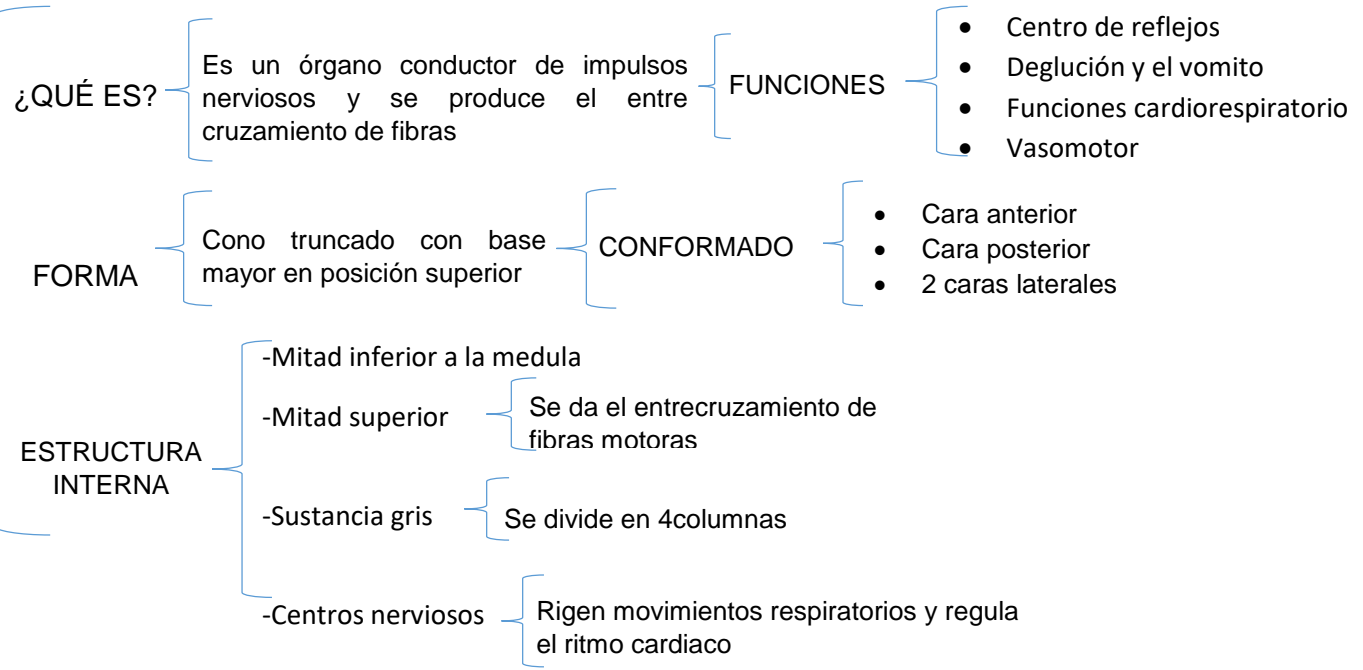 ¿QUÉ ES?
Es un órgano conductor de impulsos
nerviosos y se produce el entre
cruzamiento de fibras
FUNCIONES
• Centro de reflejos
• Deglución y el vomito
• Funciones cardiorespiratorio
• Vasomotor
FORMA
Cono truncado con base
mayor en posición superior
CONFORMADO
• Cara anterior
• Cara posterior
• 2 caras laterales
ESTRUCTURA
INTERNA
-Mitad inferior a la medula
-Mitad superior
Se da el entrecruzamiento de
fibras motoras
-Sustancia gris
Se divide en 4columnas
-Centros nerviosos
Rigen movimientos respiratorios y regula
el ritmo cardiaco